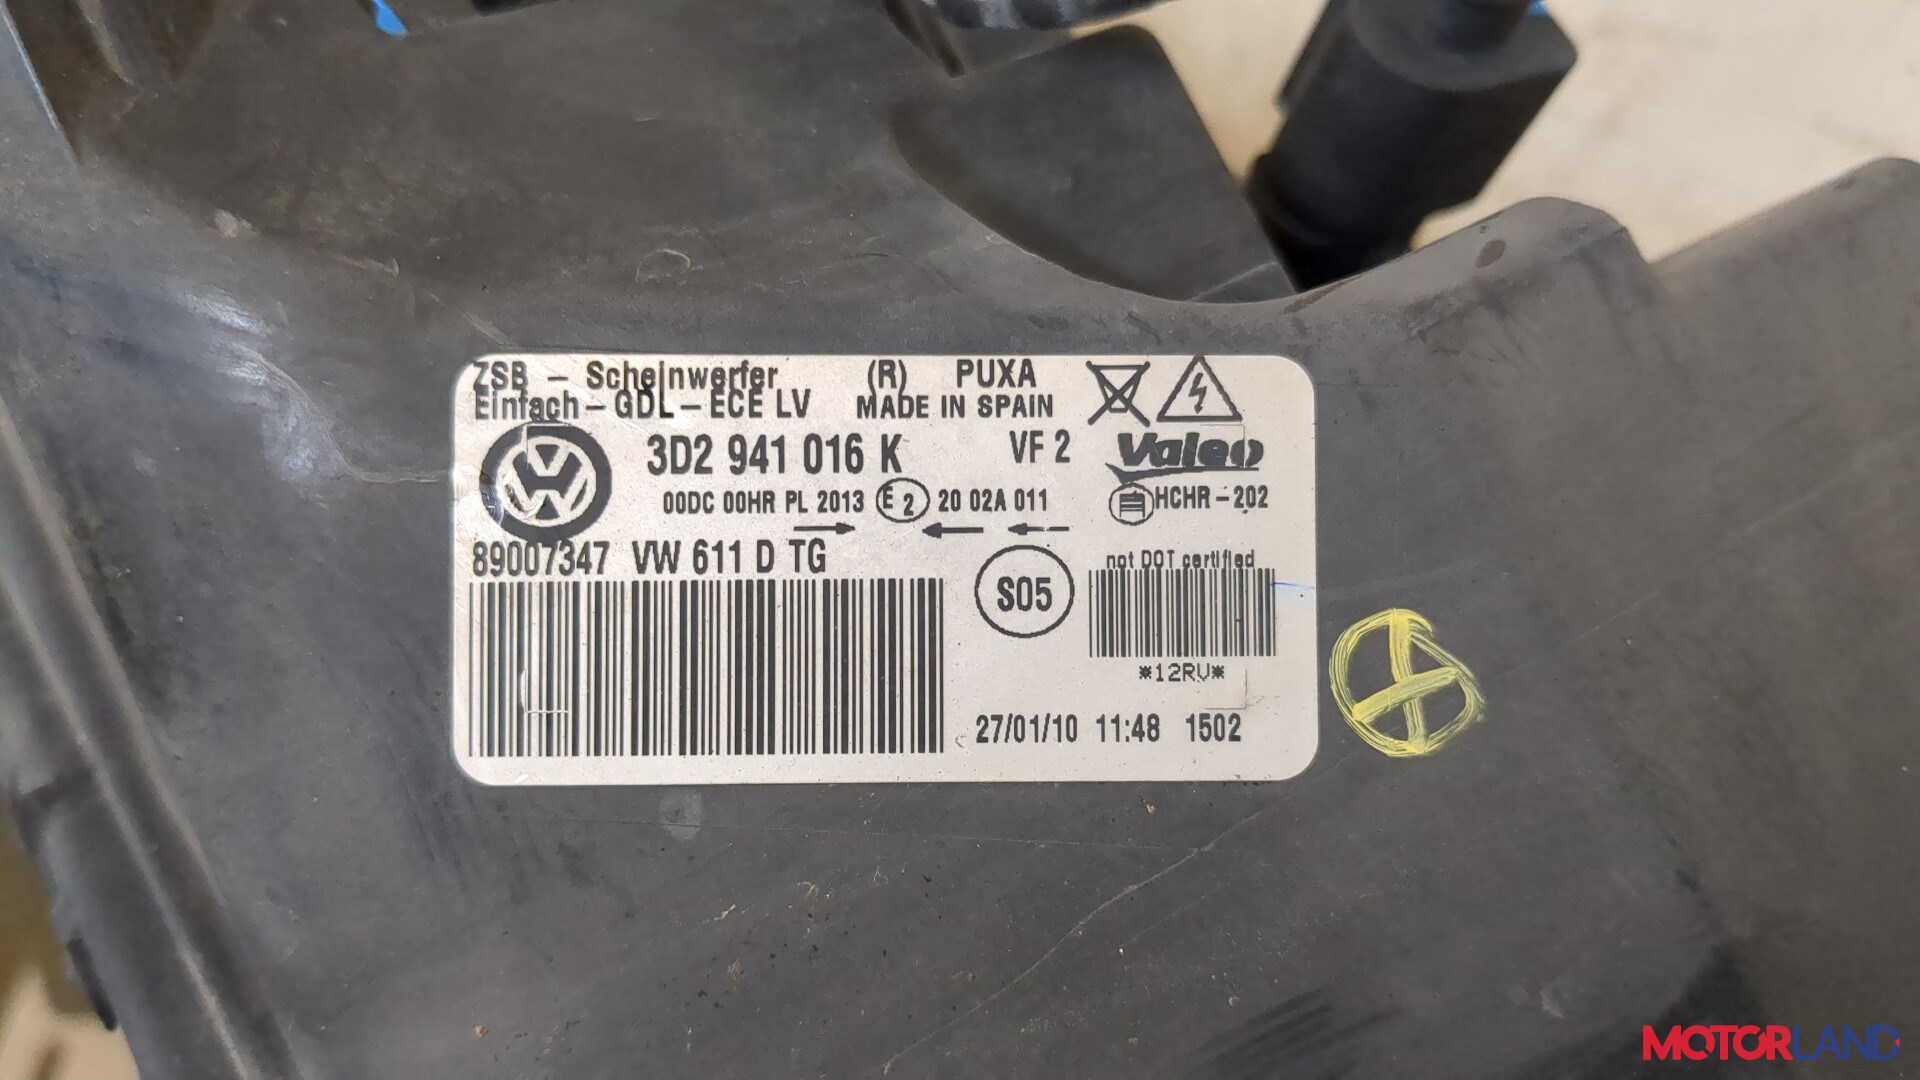 ZSB - Scheinwerfer (R) PUXA
Einfach - GDL - ECE LV MADE IN SPAIN
3D2 941 016 K VF 2 Valeo
00DC 00HR PL 2013 E2 20 02A 011 HCHR - 202
89007347 VW 611 D TG
S05
not DOT certified
*12RV*
27/01/10 11:48 1502
MOTORLAND